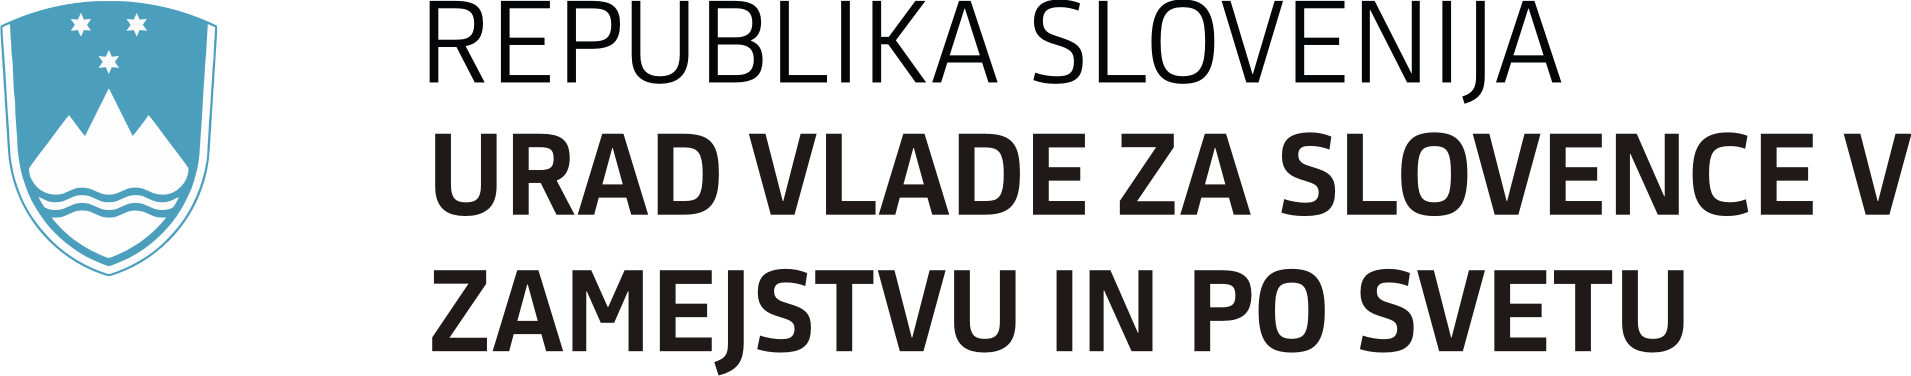 REPUBLIKA SLOVENIJA
URAD VLADE ZA SLOVENCE V
ZAMEJSTVU IN PO SVETU